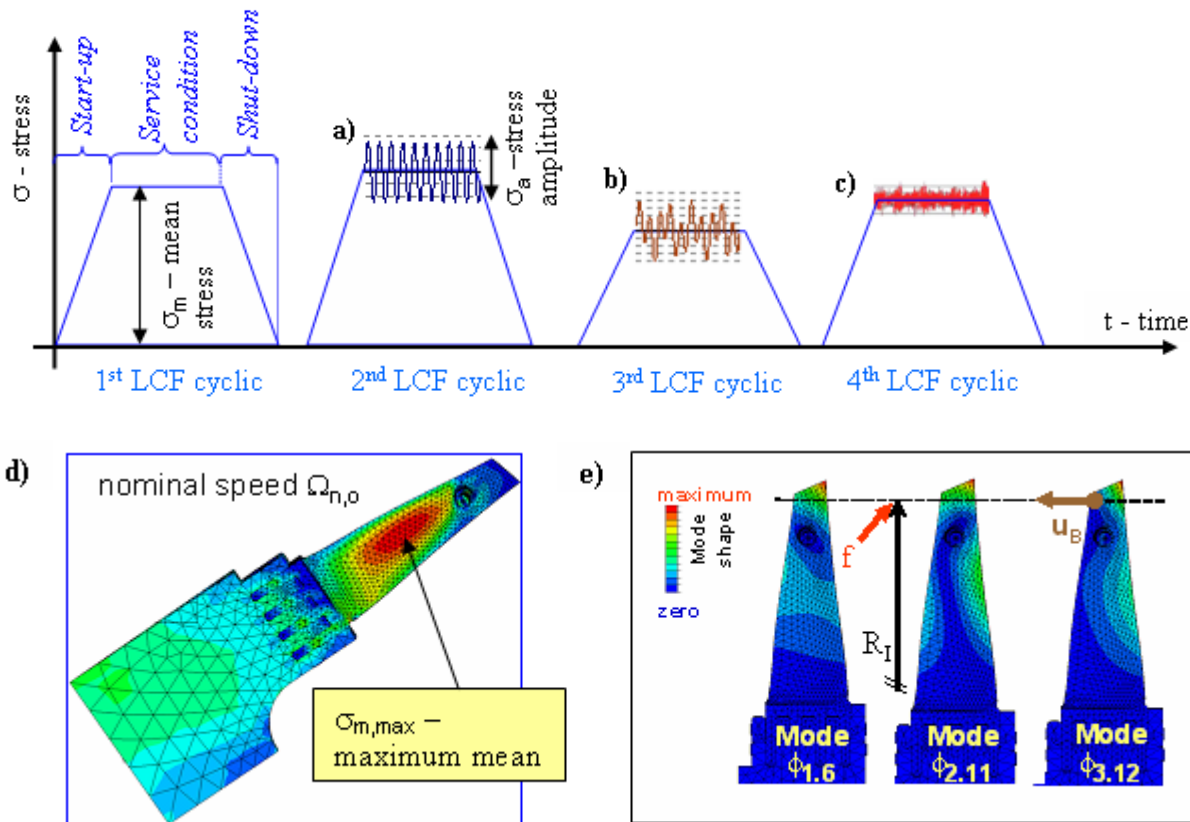 σ - stress
Start-up
Service
condition
Shut-down
σm – mean
stress
a)
σa –stress
amplitude
b)
c)
t - time
1st LCF cyclic
2nd LCF cyclic
3rd LCF cyclic
4th LCF cyclic
d)
nominal speed Ωn,o
σm,max –
maximum mean
e)
maximum
Mode
shape
zero
f
RI
uB
Mode
ϕ1.6
Mode
ϕ2.11
Mode
ϕ3.12